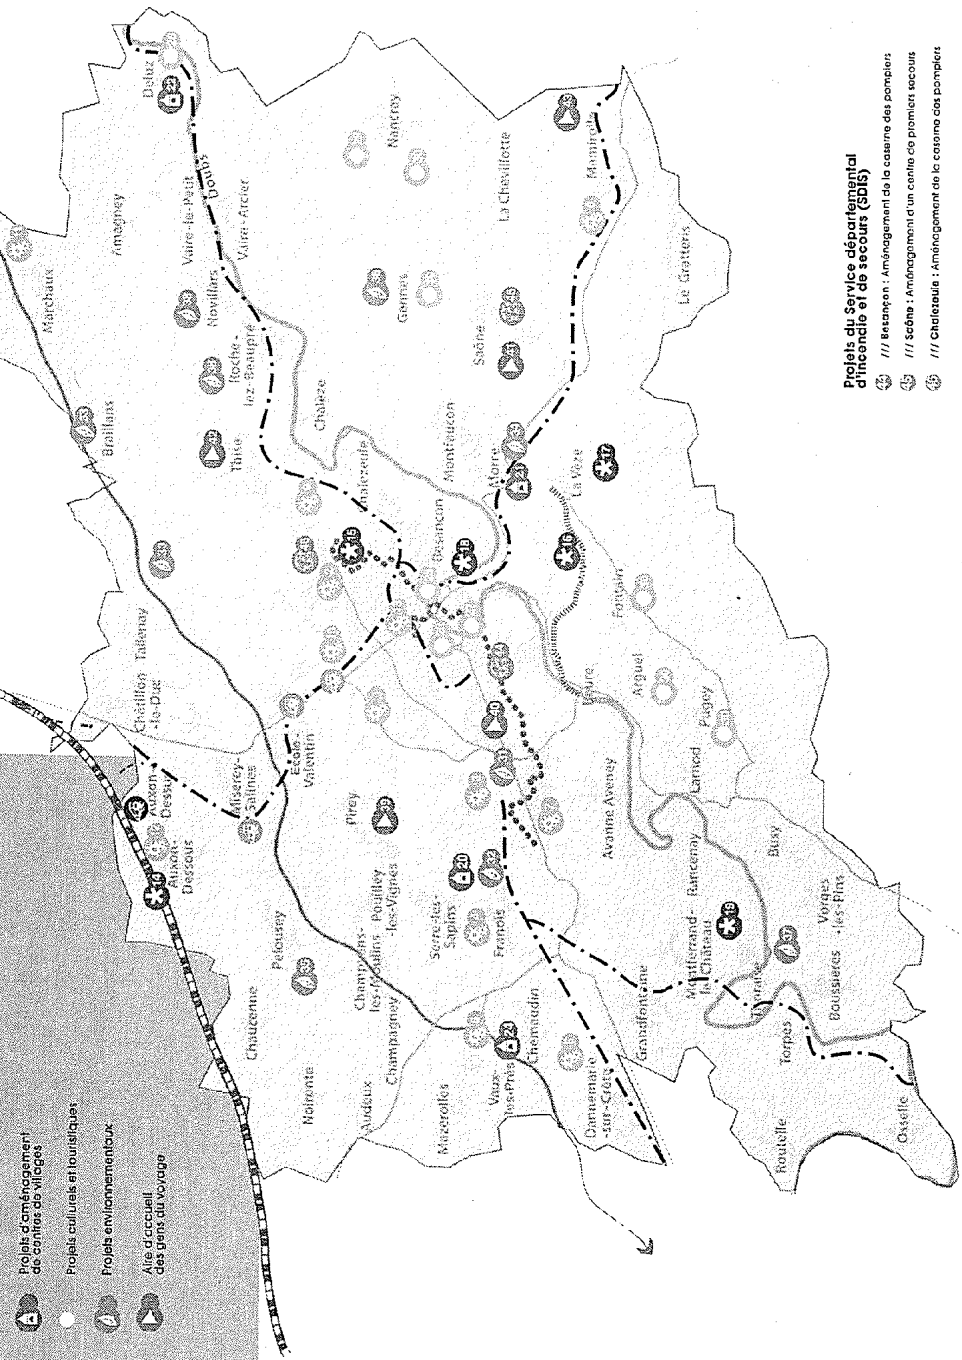 Projets d'aménagement
de centres de villages
Projets culturels et touristiques
Projets environnementaux
Aire d'accueil
des gens du voyage
Marchaux
Braillans
Amagney
Deluz
Vaire-le-Petit
Doubs
Vaire-Arcier
Novillars
Roche-
lez-Beaupré
Thise
Chalèze
Chalezeule
Nancray
Gennes
La Chevillotte
Mamirolle
Saône
Le Gratteris
Montfaucon
Morre
La Vèze
Besançon
Fontain
Tallenay
Châtillon
-le-Duc
Auxon-
Dessus
Auxon-
Dessous
Miserey-
Salines
École-
Valentin
Pirey
Pelousey
Chaucenne
Noironte
Audeux
Champagney
Champvans-
les-Moulins
Pouilley
-les-Vignes
Serre-les-
Sapins
Franois
Mazerolles
Vaux-
les-Prés
Chemaudin
Dannemarie
-sur-Crète
Grandfontaine
Avanne Aveney
Beure
Arguel
Pugey
Larnod
Rancenay
Montferrand-
le-Château
Busy
Vorges
-les-Pins
Boussières
Thoraise
Torpes
Routelle
Osselle
Projets du Service départemental
d'incendie et de secours (SDIS)
/// Besançon : Aménagement de la caserne des pompiers
/// Saône : Aménagement d'un centre de premiers secours
/// Chalezeule : Aménagement de la caserne des pompiers